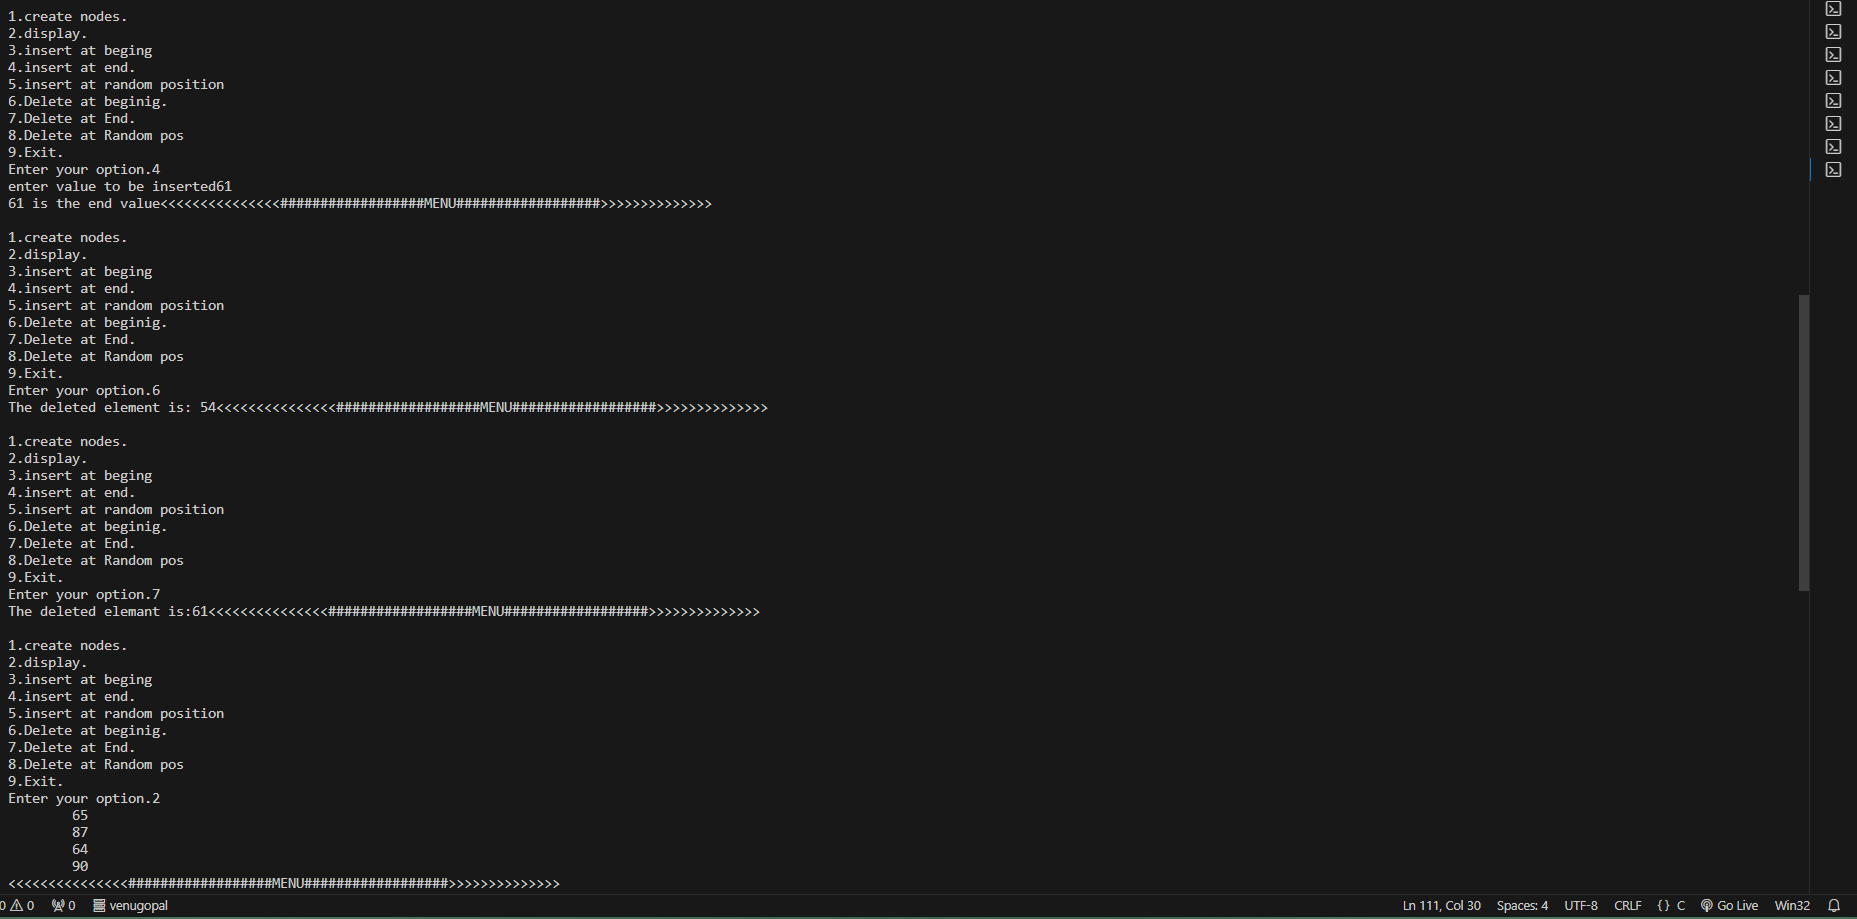 1.create nodes.
2.display.
3.insert at beging
4.insert at end.
5.insert at random position
6.Delete at beginig.
7.Delete at End.
8.Delete at Random pos
9.Exit.
Enter your option.4
enter value to be inserted61
61 is the end value<<<<<<<<<<<<<<<##################MENU##################>>>>>>>>>>>>>>
1.create nodes.
2.display.
3.insert at beging
4.insert at end.
5.insert at random position
6.Delete at beginig.
7.Delete at End.
8.Delete at Random pos
9.Exit.
Enter your option.6
The deleted element is: 54<<<<<<<<<<<<<<<##################MENU##################>>>>>>>>>>>>>>
1.create nodes.
2.display.
3.insert at beging
4.insert at end.
5.insert at random position
6.Delete at beginig.
7.Delete at End.
8.Delete at Random pos
9.Exit.
Enter your option.7
The deleted elemant is:61<<<<<<<<<<<<<<<##################MENU##################>>>>>>>>>>>>>>
1.create nodes.
2.display.
3.insert at beging
4.insert at end.
5.insert at random position
6.Delete at beginig.
7.Delete at End.
8.Delete at Random pos
9.Exit.
Enter your option.2
65
87
64
90
<<<<<<<<<<<<<<<##################MENU##################>>>>>>>>>>>>>>
0 0 0 venugopal Ln 111, Col 30 Spaces: 4 UTF-8 CRLF {} C Go Live Win32